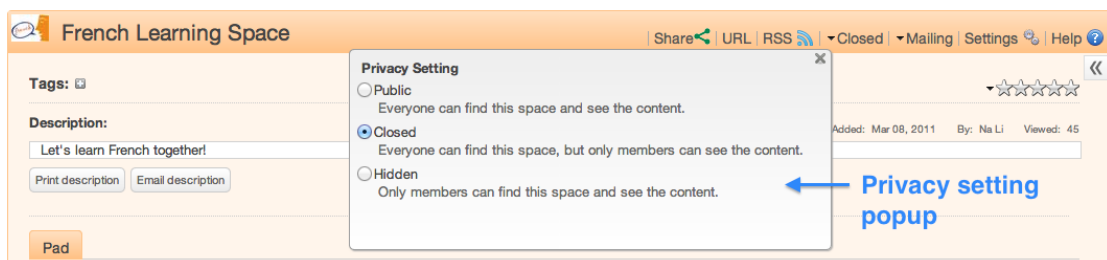 French Learning Space
Share | URL | RSS | Closed | Mailing | Settings | Help ?
Tags:
Description:
Added: Mar 08, 2011 By: Na Li Viewed: 45
Let's learn French together!
Print description Email description
Pad
Privacy Setting
Public
Everyone can find this space and see the content.
Closed
Everyone can find this space, but only members can see the content.
Hidden
Only members can find this space and see the content.
Privacy setting
popup